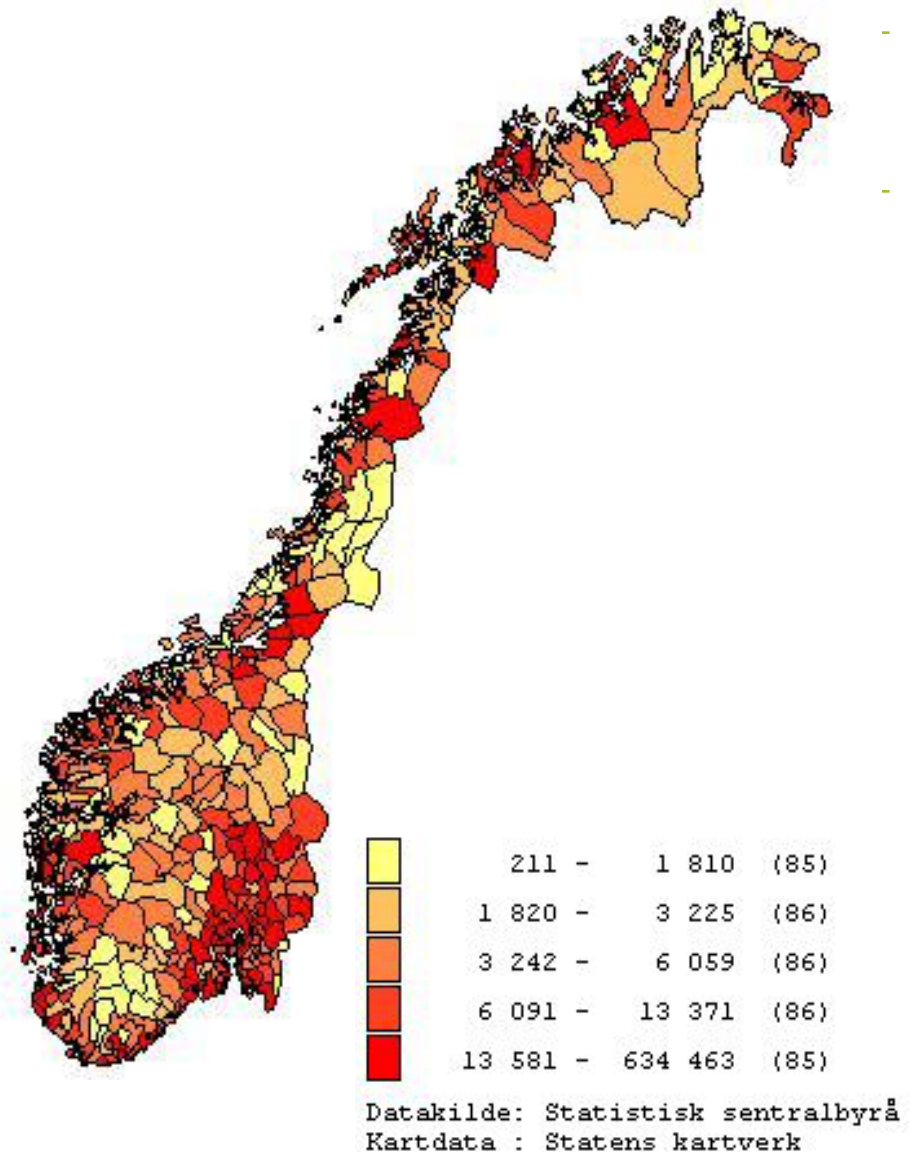 211 - 1 810 (85)
1 820 - 3 225 (86)
3 242 - 6 059 (86)
6 091 - 13 371 (86)
13 581 - 634 463 (85)
Datakilde: Statistisk sentralbyrå
Kartdata : Statens kartverk